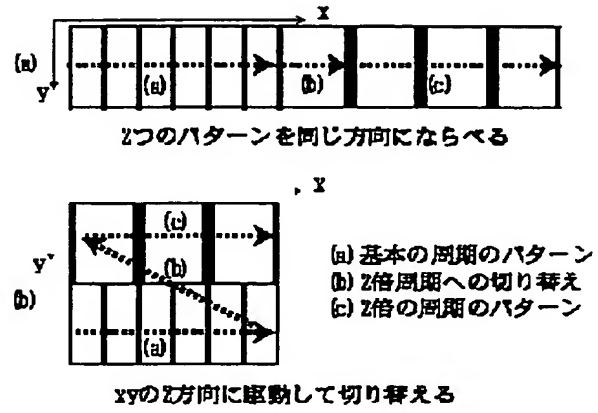 x
(a)
y
(a) (b) (c)
2つのパターンを同じ方向にならべる
x
(c)
y
(b)
(b)
(a)
(a) 基本の周期のパターン
(b) 2倍周期への切り替え
(c) 2倍の周期のパターン
xyの2方向に駆動して切り替える